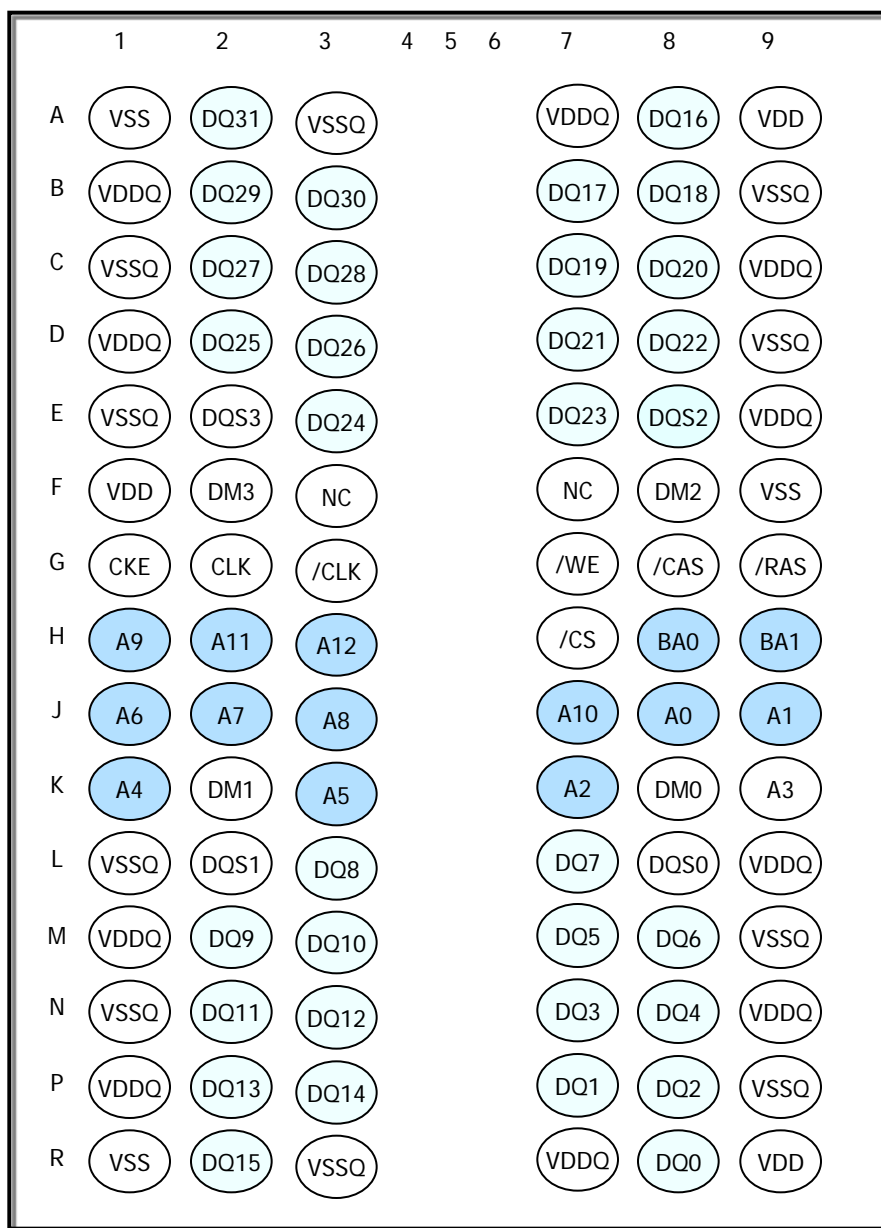 1 2 3 4 5 6 7 8 9
A VSS DQ31 VSSQ VDDQ DQ16 VDD
B VDDQ DQ29 DQ30 DQ17 DQ18 VSSQ
C VSSQ DQ27 DQ28 DQ19 DQ20 VDDQ
D VDDQ DQ25 DQ26 DQ21 DQ22 VSSQ
E VSSQ DQS3 DQ24 DQ23 DQS2 VDDQ
F VDD DM3 NC NC DM2 VSS
G CKE CLK /CLK /WE /CAS /RAS
H A9 A11 A12 /CS BA0 BA1
J A6 A7 A8 A10 A0 A1
K A4 DM1 A5 A2 DM0 A3
L VSSQ DQS1 DQ8 DQ7 DQS0 VDDQ
M VDDQ DQ9 DQ10 DQ5 DQ6 VSSQ
N VSSQ DQ11 DQ12 DQ3 DQ4 VDDQ
P VDDQ DQ13 DQ14 DQ1 DQ2 VSSQ
R VSS DQ15 VSSQ VDDQ DQ0 VDD